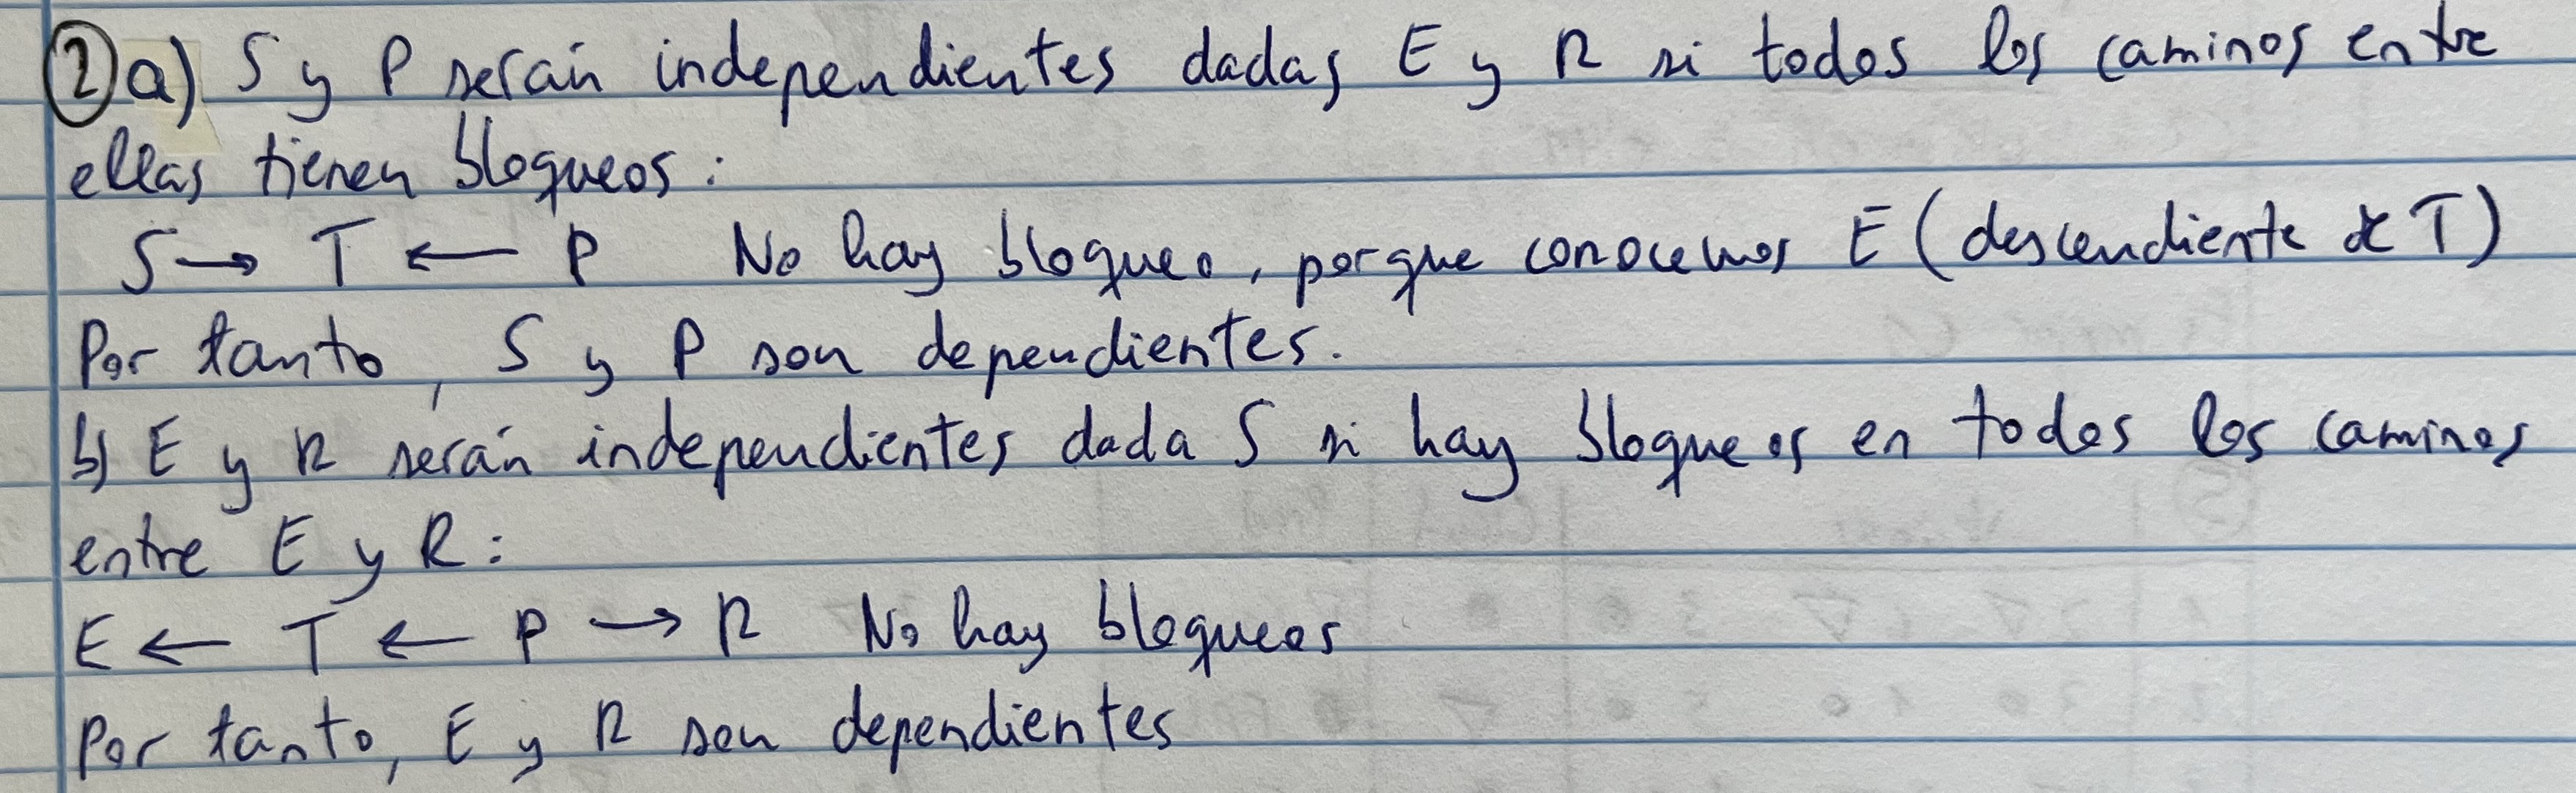 ② a) S y P serán independientes dadas E y R si todos los caminos entre
ellas tienen bloqueos:
S → T ← P No hay bloqueo, porque conocemos E (descendiente de T)
Por tanto, S y P son dependientes.
b) E y R serán independientes dada S si hay bloqueos en todos los caminos
entre E y R:
E ← T ← P → R No hay bloqueos
Por tanto, E y R son dependientes